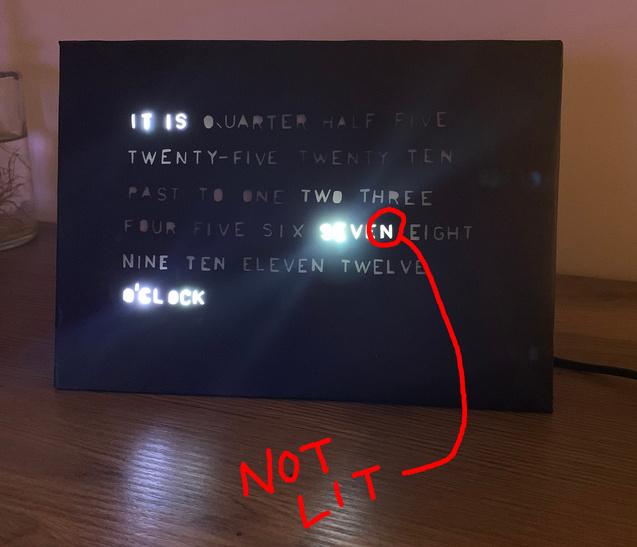 IT IS QUARTER HALF FIVE
TWENTY-FIVE TWENTY TEN
PAST TO ONE TWO THREE
FOUR FIVE SIX SEVEN EIGHT
NINE TEN ELEVEN TWELVE
O'CLOCK
NOT
LIT